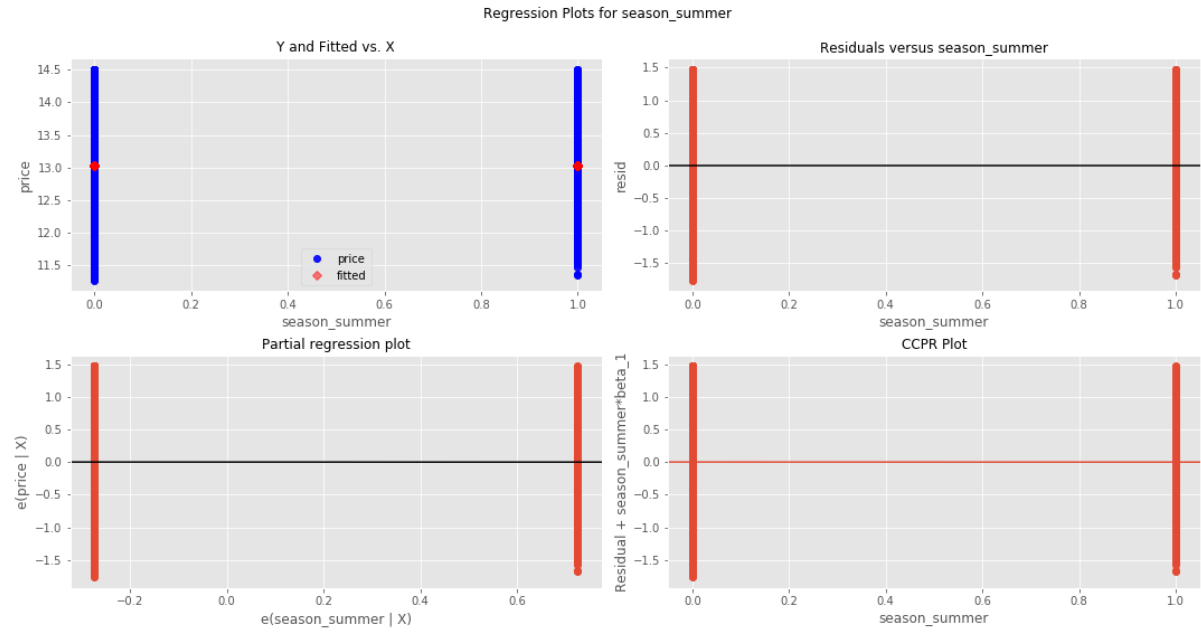 Regression Plots for season_summer
Y and Fitted vs. X
14.5
14.0
13.5
13.0
12.5
12.0
11.5
price
price
fitted
0.0 0.2 0.4 0.6 0.8 1.0
season_summer
Residuals versus season_summer
1.5
1.0
0.5
0.0
−0.5
−1.0
−1.5
resid
0.0 0.2 0.4 0.6 0.8 1.0
season_summer
Partial regression plot
1.5
1.0
0.5
0.0
−0.5
−1.0
−1.5
e(price | X)
−0.2 0.0 0.2 0.4 0.6
e(season_summer | X)
CCPR Plot
1.5
1.0
0.5
0.0
−0.5
−1.0
−1.5
Residual + season_summer*beta_1
0.0 0.2 0.4 0.6 0.8 1.0
season_summer